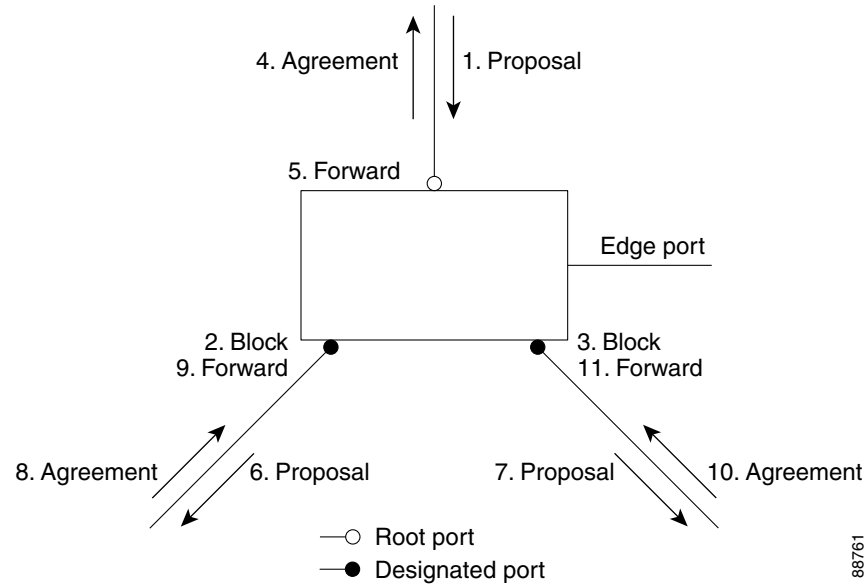 4. Agreement
1. Proposal
5. Forward
Edge port
2. Block
9. Forward
3. Block
11. Forward
8. Agreement
6. Proposal
7. Proposal
10. Agreement
Root port
Designated port
88761